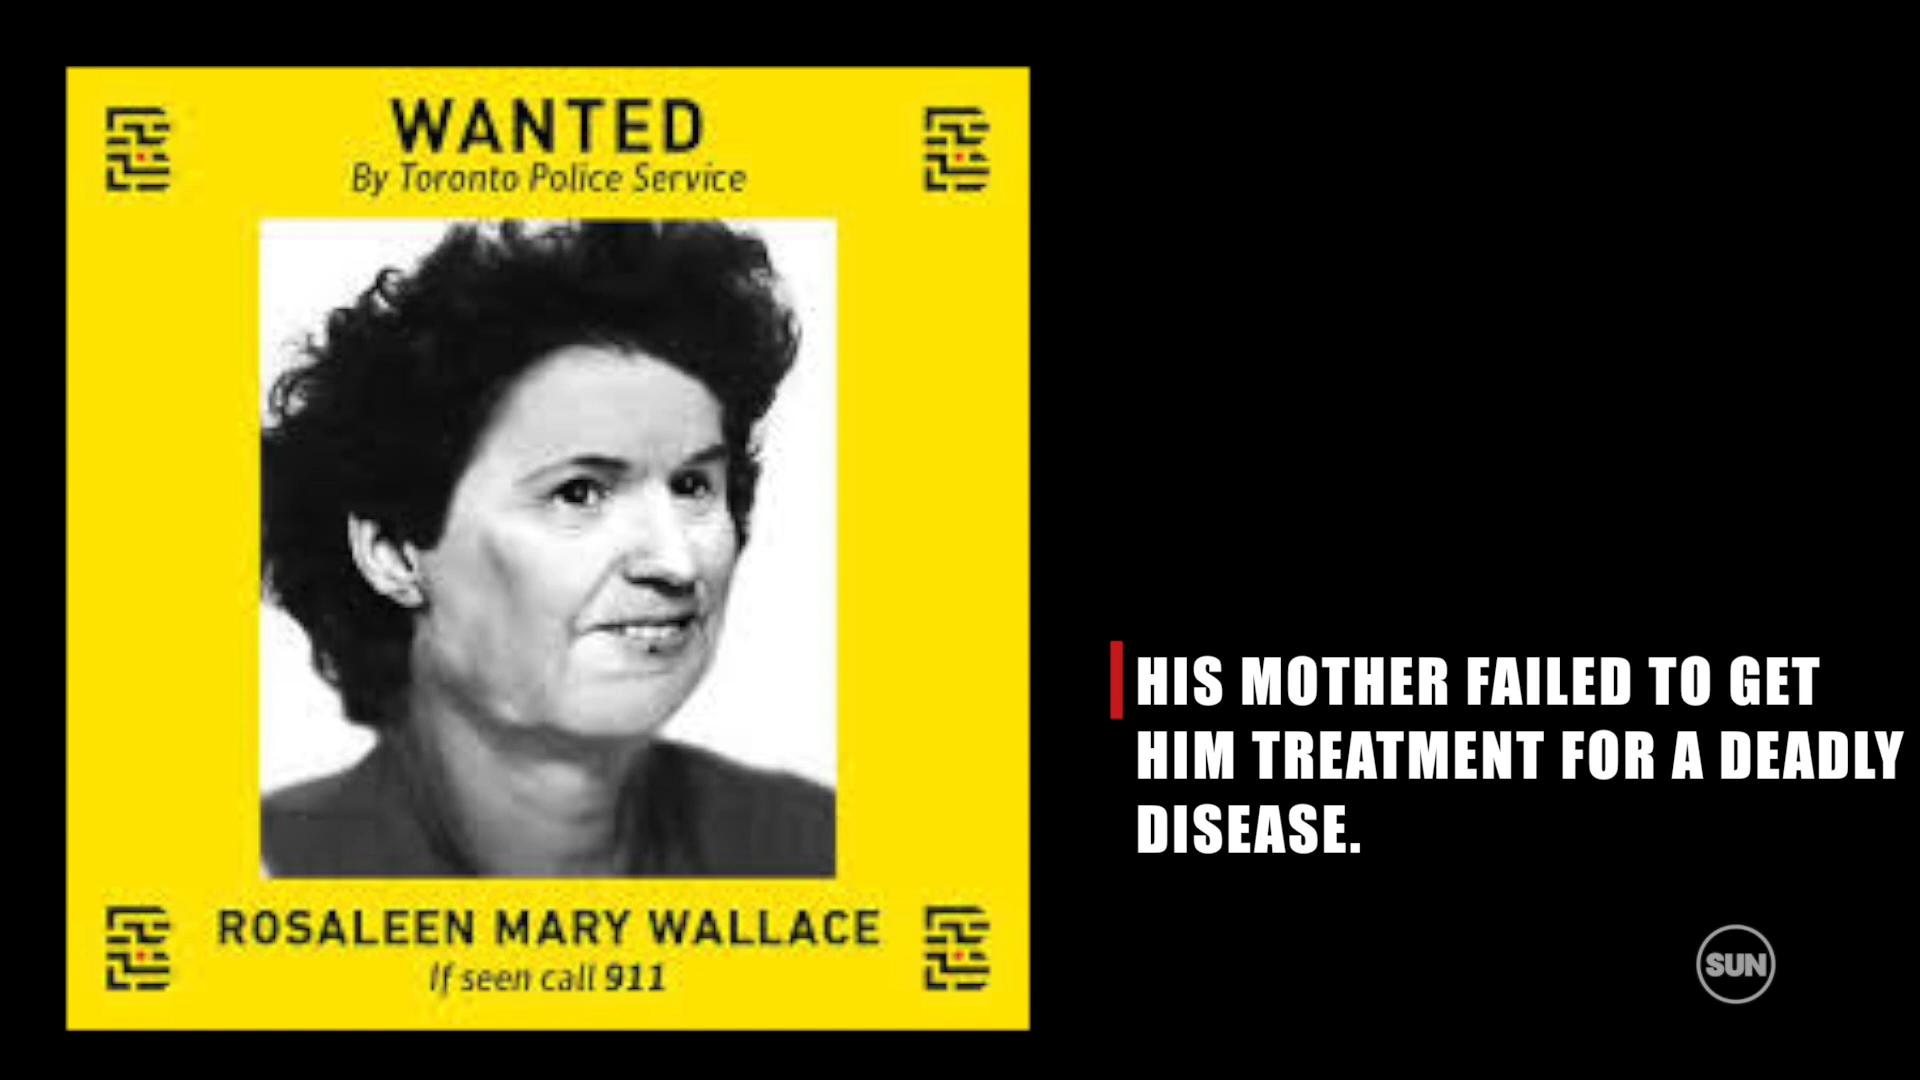 WANTED
By Toronto Police Service
ROSALEEN MARY WALLACE
If seen call 911
HIS MOTHER FAILED TO GET
HIM TREATMENT FOR A DEADLY
DISEASE.
SUN